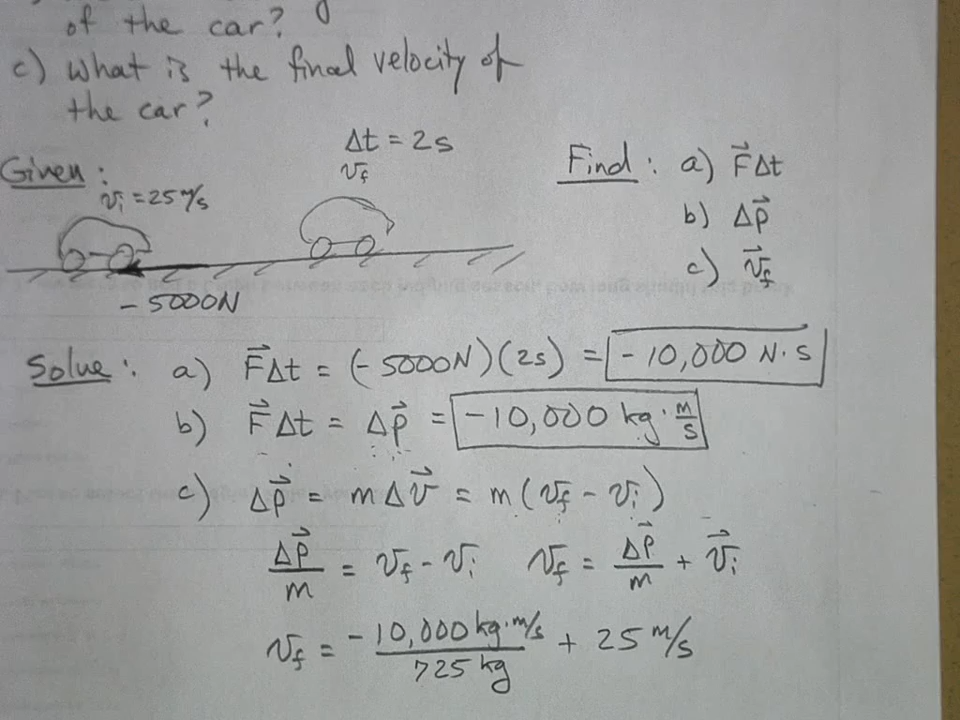 of the car?
c) What is the final velocity of
the car?
Δt = 2s
v_f
Given:
v_i = 25 m/s
- 5000N
Find: a) F⃗Δt
b) Δp⃗
c) v⃗_f
Solve: a) F⃗Δt = (- 5000N)(2s) = - 10,000 N·s
b) F⃗Δt = Δp⃗ = -10,000 kg·m/s
c) Δp⃗ = mΔv⃗ = m(v_f - v_i)
Δp⃗/m = v_f - v_i v_f = Δp⃗/m + v⃗_i
v_f = -10,000 kg·m/s / 725 kg + 25 m/s